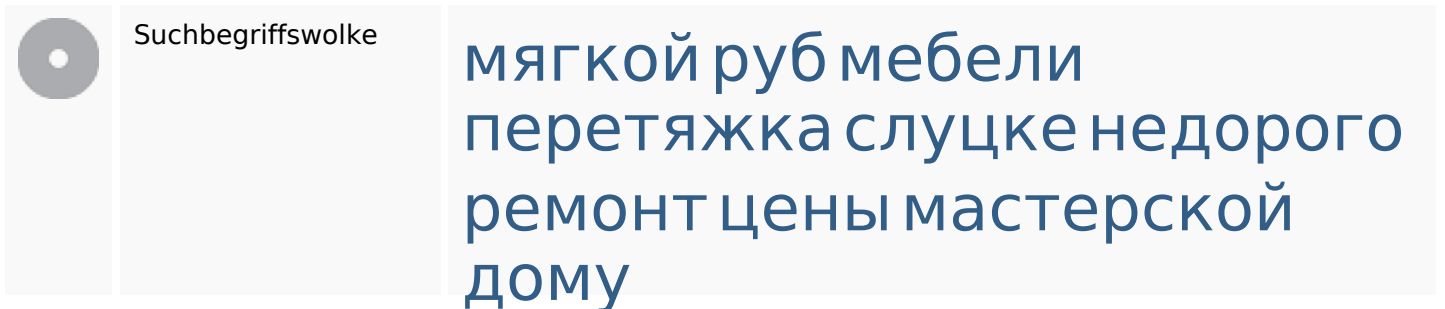 Suchbegriffswolke
мягкой руб мебели
перетяжка слуцке недорого
ремонт цены мастерской
дому